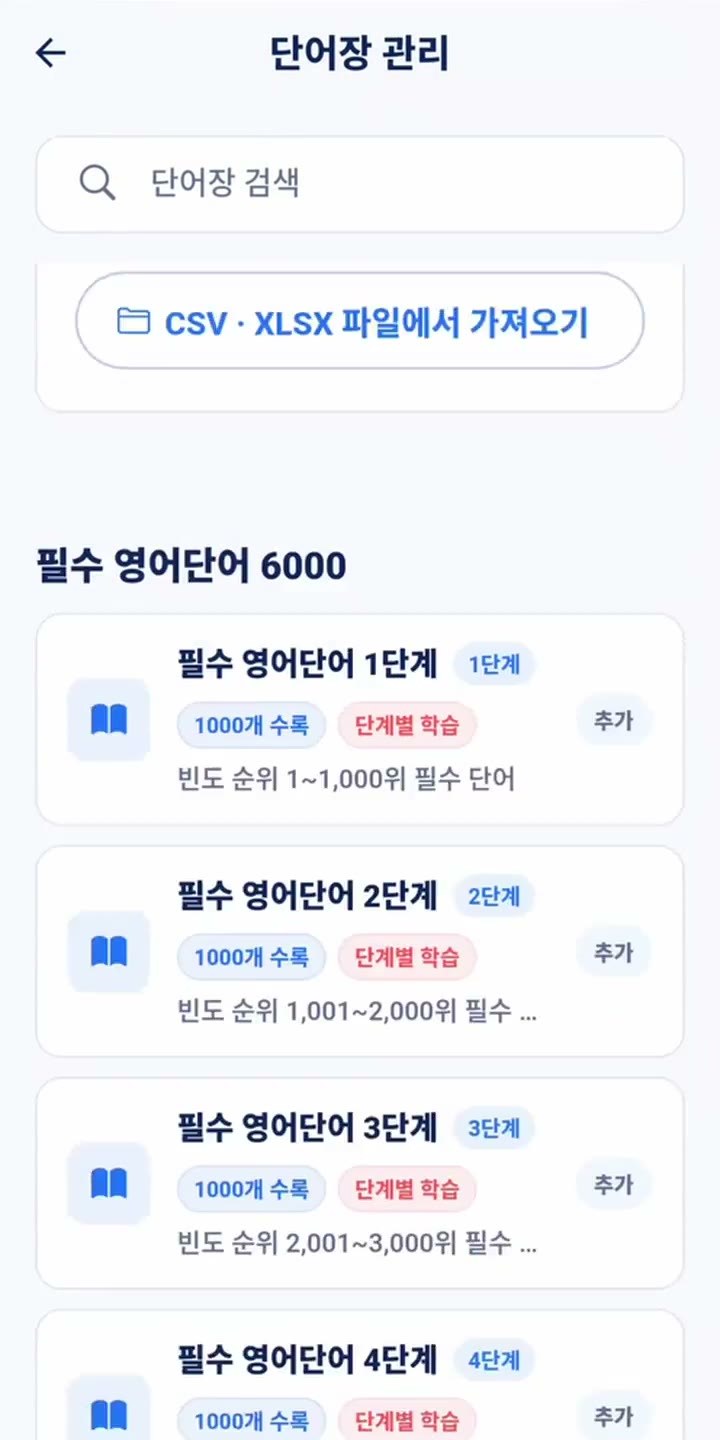 단어장 관리
단어장 검색
CSV · XLSX 파일에서 가져오기
필수 영어단어 6000
필수 영어단어 1단계 1단계
1000개 수록 단계별 학습
추가
빈도 순위 1~1,000위 필수 단어
필수 영어단어 2단계 2단계
1000개 수록 단계별 학습
추가
빈도 순위 1,001~2,000위 필수 ...
필수 영어단어 3단계 3단계
1000개 수록 단계별 학습
추가
빈도 순위 2,001~3,000위 필수 ...
필수 영어단어 4단계 4단계
1000개 수록 단계별 학습
추가